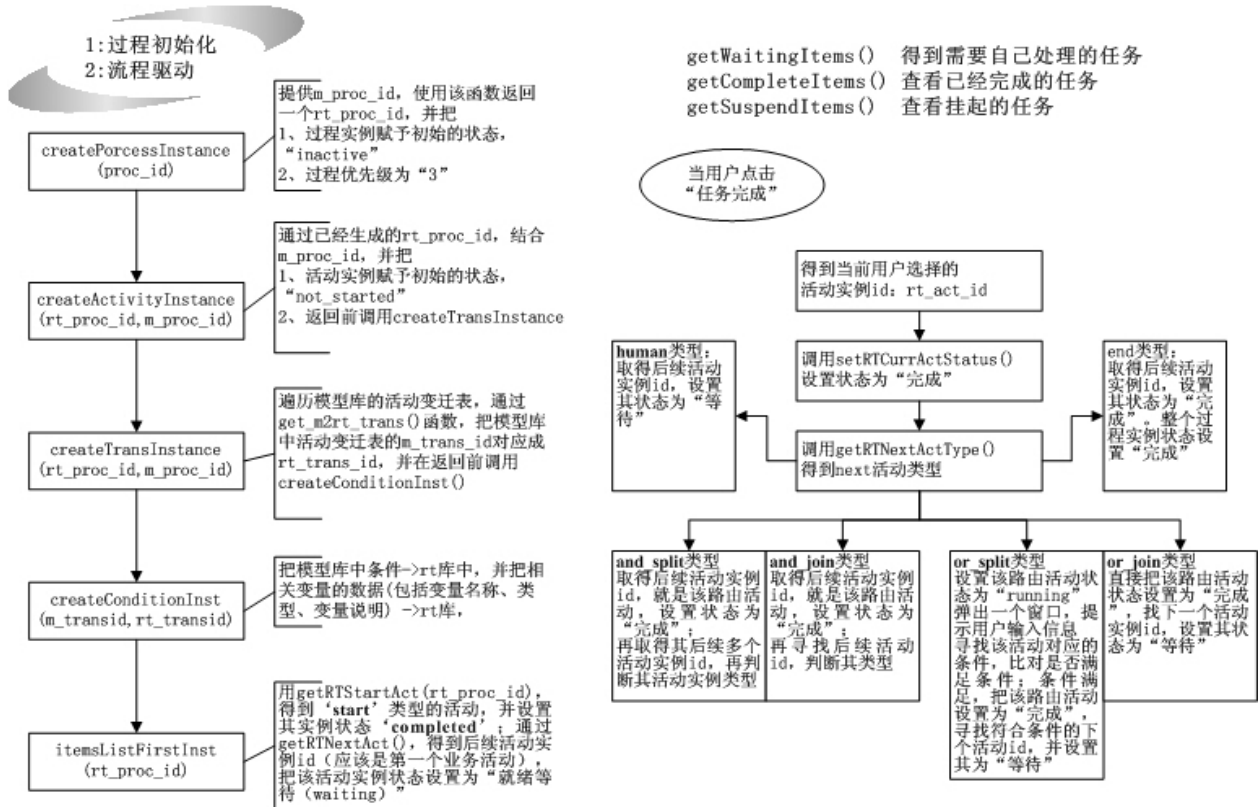 1:过程初始化
2:流程驱动
createPorcessInstance
(proc_id)
提供m_proc_id，使用该函数返回
一个rt_proc_id，并把
1、过程实例赋予初始的状态，
“inactive”
2、过程优先级为“3”
createActivityInstance
(rt_proc_id,m_proc_id)
通过已经生成的rt_proc_id，结合
m_proc_id，并把
1、活动实例赋予初始的状态，
“not_started”
2、返回前调用createTransInstance
createTransInstance
(rt_proc_id,m_proc_id)
遍历模型库的活动变迁表，通过
get_m2rt_trans()函数，把模型库
中活动变迁表的m_trans_id对应成
rt_trans_id，并在返回前调用
createConditionInst()
createConditionInst
(m_transid,rt_transid)
把模型库中条件->rt库中，并把相
关变量的数据(包括变量名称、类
型、变量说明) ->rt库，
itemsListFirstInst
(rt_proc_id)
用getRTStartAct(rt_proc_id)，
得到‘start’类型的活动，并设置
其实例状态‘completed’；通过
getRTNextAct()，得到后续活动实
例id（应该是第一个业务活动），
把该活动实例状态设置为“就绪等
待（waiting）”
getWaitingItems() 得到需要自己处理的任务
getCompleteItems() 查看已经完成的任务
getSuspendItems() 查看挂起的任务
当用户点击
“任务完成”
得到当前用户选择的
活动实例id：rt_act_id
调用setRTCurrActStatus()
设置状态为“完成”
调用getRTNextActType()
得到next活动类型
human类型：
取得后续活动
实例id，设置
其状态为“等
待”
end类型：
取得后续活动
实例id，设置
其状态为“完
成”。整个过
程实例状态设
置“完成”
and_split类型
取得后续活动实例
id，就是该路由活
动，设置状态为
“完成”；
再取得其后续多个
活动实例id，再判
断其活动实例类型
and_join类型
取得后续活动实例
id，就是该路由活
动，设置状态为
“完成”；
再寻找后续活动
id，判断其类型
or_split类型
设置该路由活动状
态为“running”
弹出一个窗口，提
示用户输入信息
寻找该活动对应的
条件，比对是否满
足条件；条件满
足，把该路由活动
设置为“完成”，
寻找符合条件的下
个活动id，并设置
其为“等待”
or_join类型
直接把该路由活动
状态设置为“完成
”，找下一个活动
实例id，设置其状
态为“等待”